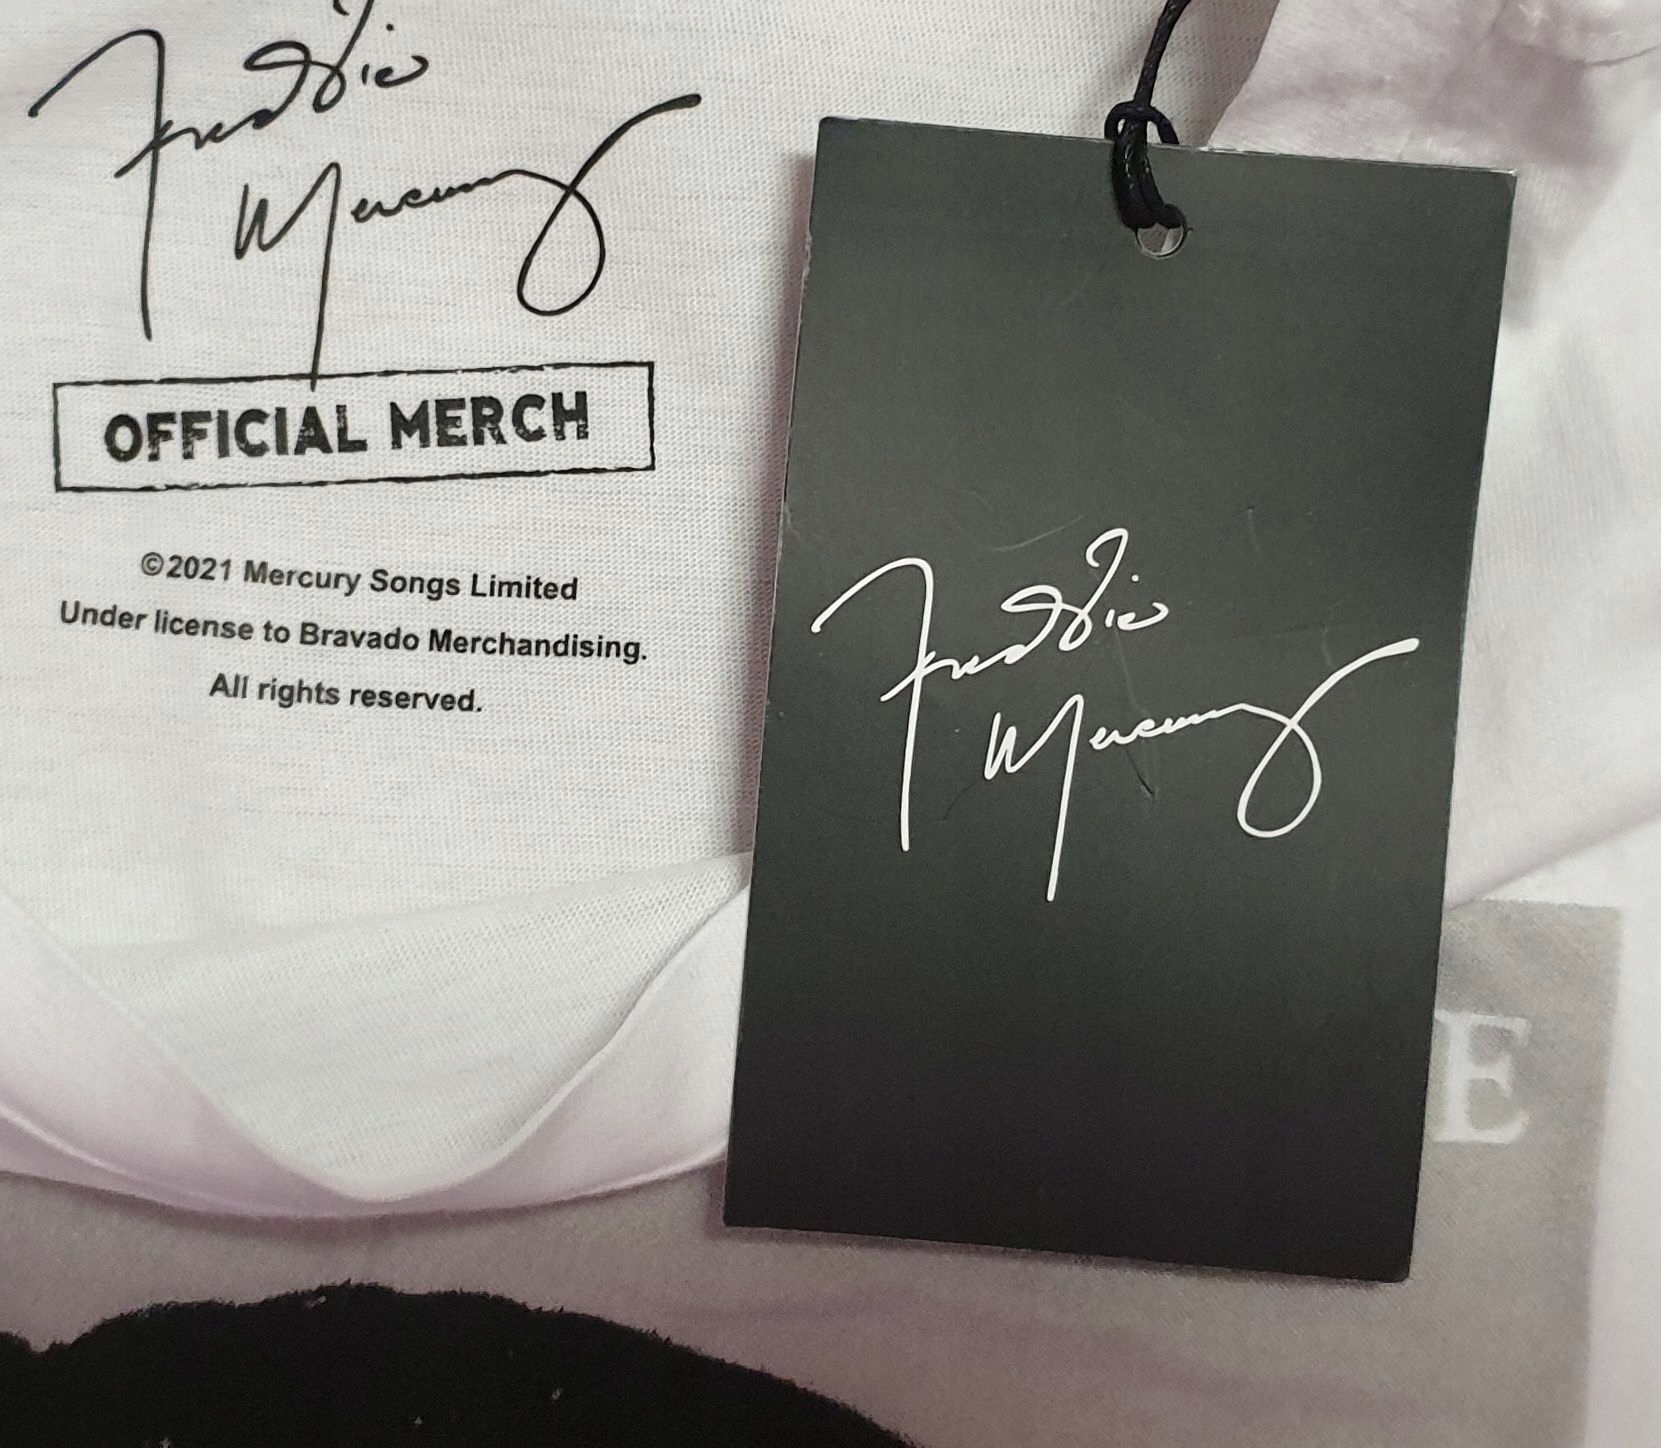 Freddie
Mercury
OFFICIAL MERCH
©2021 Mercury Songs Limited
Under license to Bravado Merchandising.
All rights reserved.
Freddie
Mercury
E